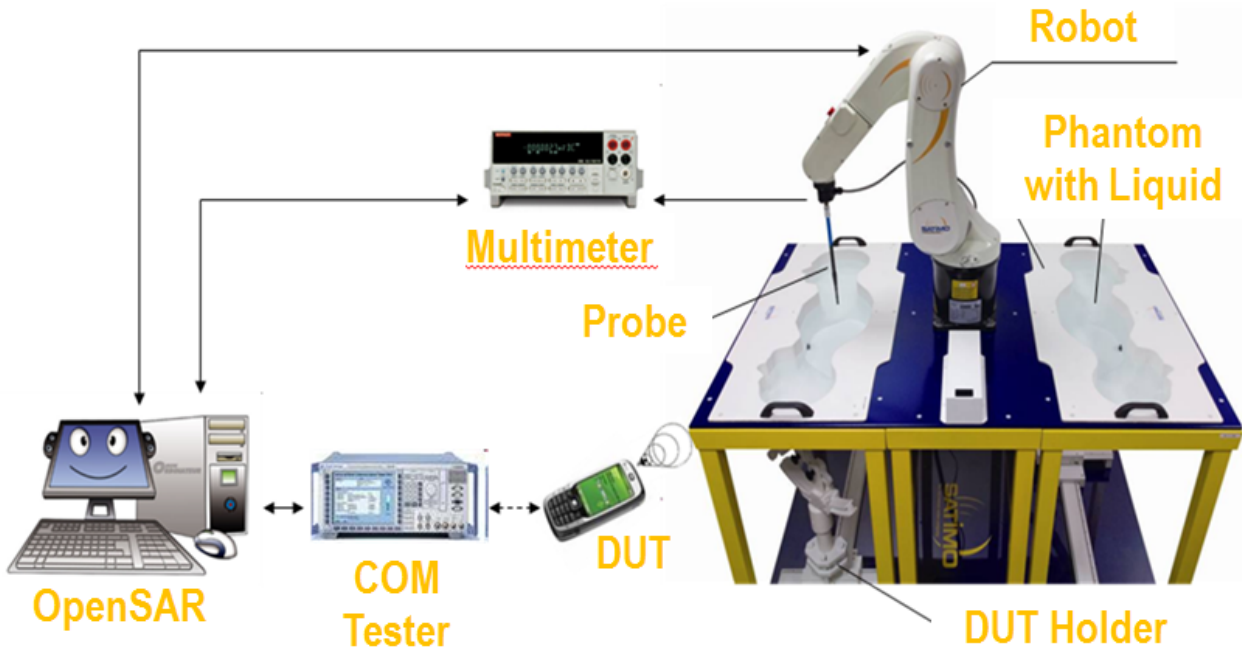 Robot
Phantom
with Liquid
Multimeter
Probe
SATIMO
SATIMO
OpenSAR
COM
Tester
DUT
DUT Holder